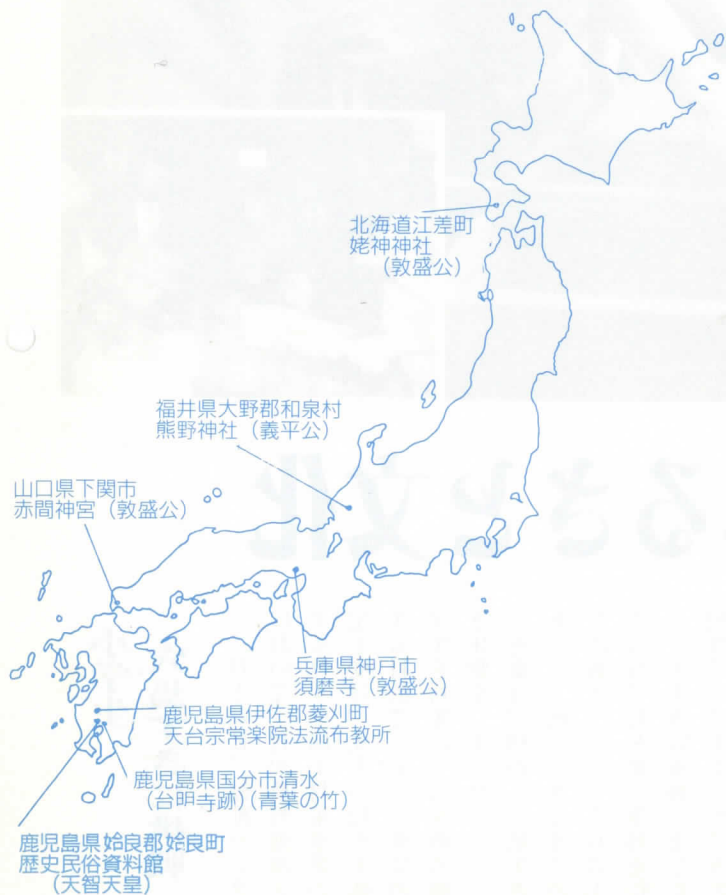 北海道江差町
姥神神社
（敦盛公）
福井県大野郡和泉村
熊野神社（義平公）
山口県下関市
赤間神宮（敦盛公）
兵庫県神戸市
須磨寺（敦盛公）
鹿児島県伊佐郡菱刈町
天台宗常楽院法流布教所
鹿児島県国分市清水
（台明寺跡）（青葉の竹）
鹿児島県姶良郡姶良町
歴史民俗資料館
（天智天皇）
るさと文化